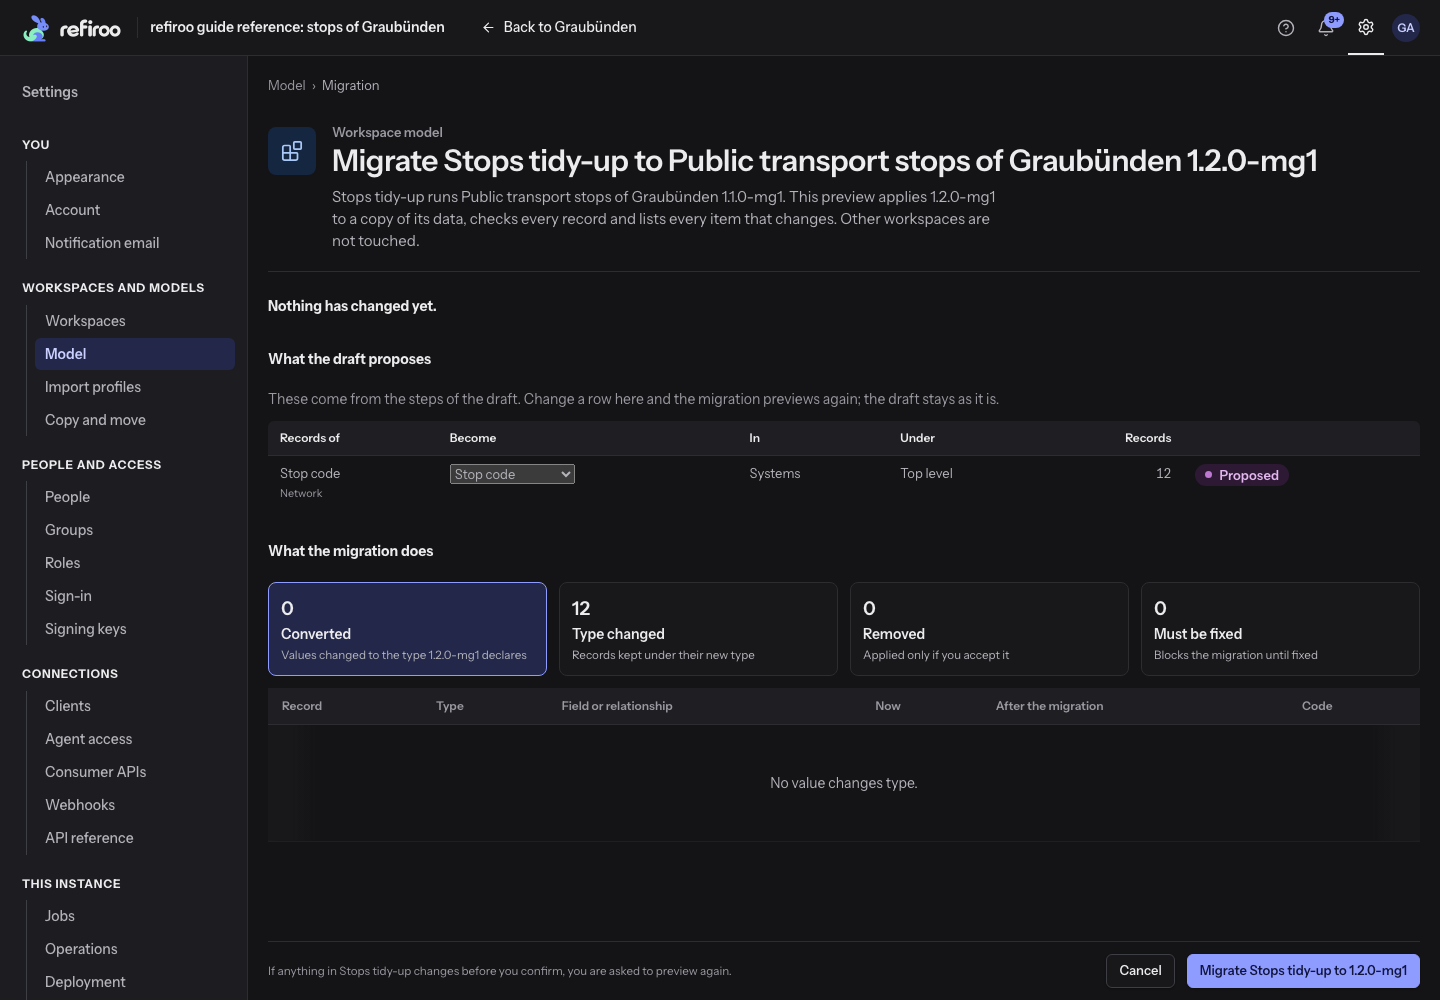 refiroo
refiroo guide reference: stops of Graubünden
← Back to Graubünden
9+
GA
Settings
YOU
Appearance
Account
Notification email
WORKSPACES AND MODELS
Workspaces
Model
Import profiles
Copy and move
PEOPLE AND ACCESS
People
Groups
Roles
Sign-in
Signing keys
CONNECTIONS
Clients
Agent access
Consumer APIs
Webhooks
API reference
THIS INSTANCE
Jobs
Operations
Deployment
Model › Migration
Workspace model
Migrate Stops tidy-up to Public transport stops of Graubünden 1.2.0-mg1
Stops tidy-up runs Public transport stops of Graubünden 1.1.0-mg1. This preview applies 1.2.0-mg1
to a copy of its data, checks every record and lists every item that changes. Other workspaces are
not touched.
Nothing has changed yet.
What the draft proposes
These come from the steps of the draft. Change a row here and the migration previews again; the draft stays as it is.
Records of Become In Under Records
Stop code Stop code Systems Top level 12 Proposed
Network
What the migration does
0
Converted
Values changed to the type 1.2.0-mg1 declares
12
Type changed
Records kept under their new type
0
Removed
Applied only if you accept it
0
Must be fixed
Blocks the migration until fixed
Record Type Field or relationship Now After the migration Code
No value changes type.
If anything in Stops tidy-up changes before you confirm, you are asked to preview again.
Cancel
Migrate Stops tidy-up to 1.2.0-mg1